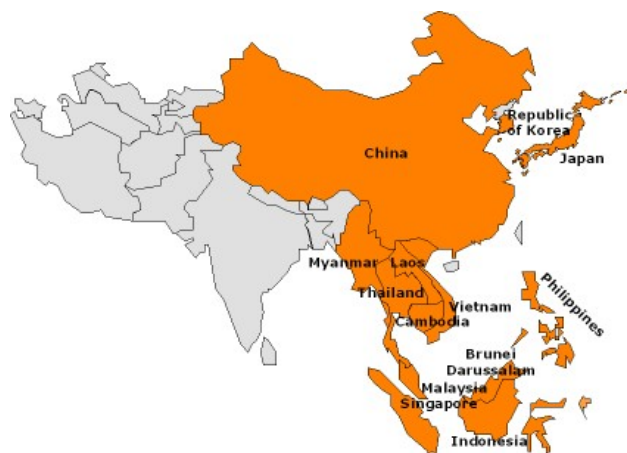 Republic
of Korea
China
Japan
Myanmar
Laos
Thailand
Philippines
Vietnam
Cambodia
Brunei
Darussalam
Malaysia
Singapore
Indonesia